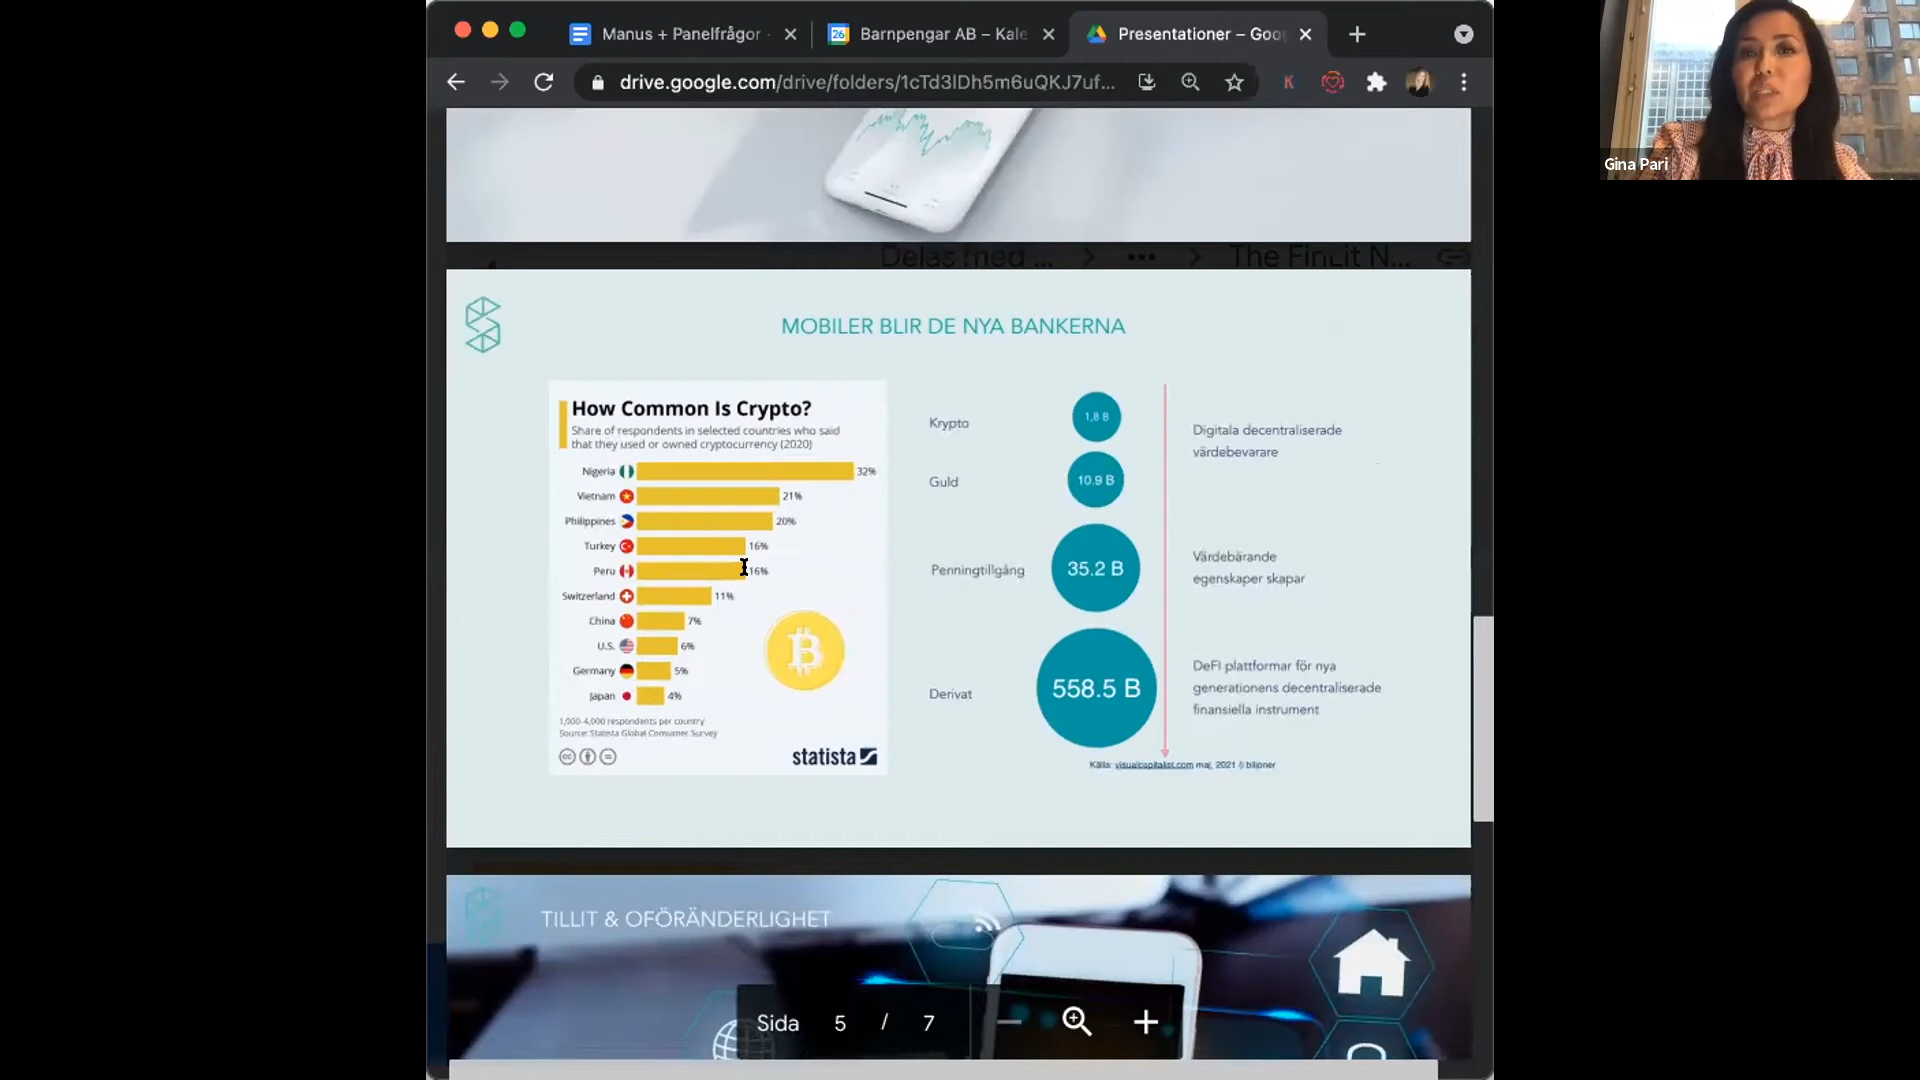 Manus + Panelfrågor
Barnpengar AB – Kale
Presentationer – Goo
drive.google.com/drive/folders/1cTd3lDh5m6uQKJ7uf...
K
Gina Pari
Delas med ...
The FinLit N...
MOBILER BLIR DE NYA BANKERNA
How Common Is Crypto?
Share of respondents in selected countries who said
that they used or owned cryptocurrency (2020)
Nigeria 32%
Vietnam 21%
Philippines 20%
Turkey 16%
Peru 16%
Switzerland 11%
China 7%
U.S. 6%
Germany 5%
Japan 4%
1,000-4,000 respondents per country
Source: Statista Global Consumer Survey
statista
Krypto 1,8 B
Guld 10.9 B
Penningtillgång 35.2 B
Derivat 558.5 B
Digitala decentraliserade
värdebevarare
Värdebärande
egenskaper skapar
DeFI plattformar för nya
generationens decentraliserade
finansiella instrument
Källa: visualcapitalist.com maj, 2021 (i biljoner
TILLIT & OFÖRÄNDERLIGHET
Sida 5 / 7